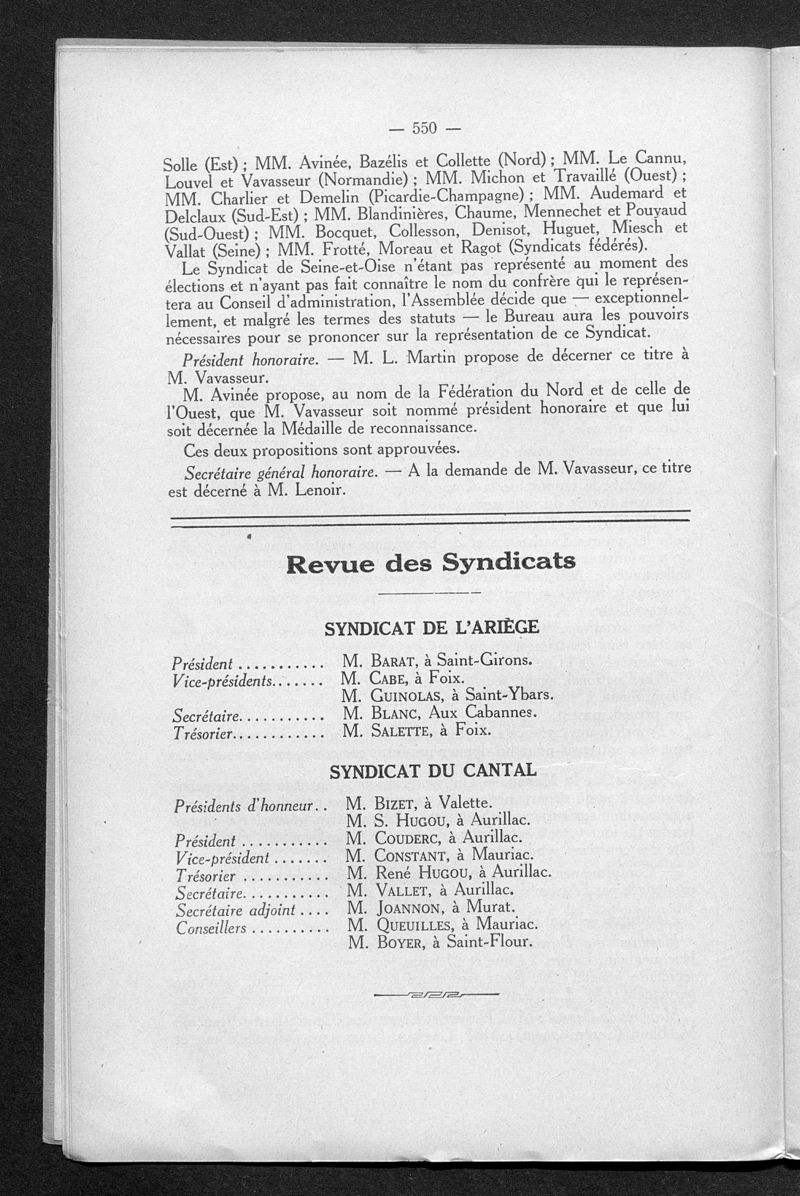 — 550 —
Solle (Est) ; MM. Avinée, Bazélis et Collette (Nord) ; MM. Le Cannu,
Louvel et Vavasseur (Normandie) ; MM. Michon et Travaillé (Ouest) ;
MM. Charlier et Demelin (Picardie-Champagne) ; MM. Audemard et
Delclaux (Sud-Est) ; MM. Blandinières, Chaume, Mennechet et Pouyaud
(Sud-Ouest) ; MM. Bocquet, Collesson, Denisot, Huguet, Miesch et
Vallat (Seine) ; MM. Frotté, Moreau et Ragot (Syndicats fédérés).
Le Syndicat de Seine-et-Oise n'étant pas représenté au moment des
élections et n'ayant pas fait connaître le nom du confrère qui le représen-
tera au Conseil d'administration, l'Assemblée décide que — exceptionnel-
lement, et malgré les termes des statuts — le Bureau aura les pouvoirs
nécessaires pour se prononcer sur la représentation de ce Syndicat.
Président honoraire. — M. L. Martin propose de décerner ce titre à
M. Vavasseur.
M. Avinée propose, au nom de la Fédération du Nord et de celle de
l'Ouest, que M. Vavasseur soit nommé président honoraire et que lui
soit décernée la Médaille de reconnaissance.
Ces deux propositions sont approuvées.
Secrétaire général honoraire. — A la demande de M. Vavasseur, ce titre
est décerné à M. Lenoir.
Revue des Syndicats
SYNDICAT DE L'ARIÈGE
Président ........... M. BARAT, à Saint-Girons.
Vice-présidents....... M. CABE, à Foix.
M. GUINOLAS, à Saint-Ybars.
Secrétaire........... M. BLANC, Aux Cabannes.
Trésorier............ M. SALETTE, à Foix.
SYNDICAT DU CANTAL
Présidents d'honneur.. M. BIZET, à Valette.
M. S. HUGOU, à Aurillac.
Président ........... M. COUDERC, à Aurillac.
Vice-président ....... M. CONSTANT, à Mauriac.
Trésorier ........... M. René HUGOU, à Aurillac.
Secrétaire........... M. VALLET, à Aurillac.
Secrétaire adjoint .... M. JOANNON, à Murat.
Conseillers .......... M. QUEUILLES, à Mauriac.
M. BOYER, à Saint-Flour.